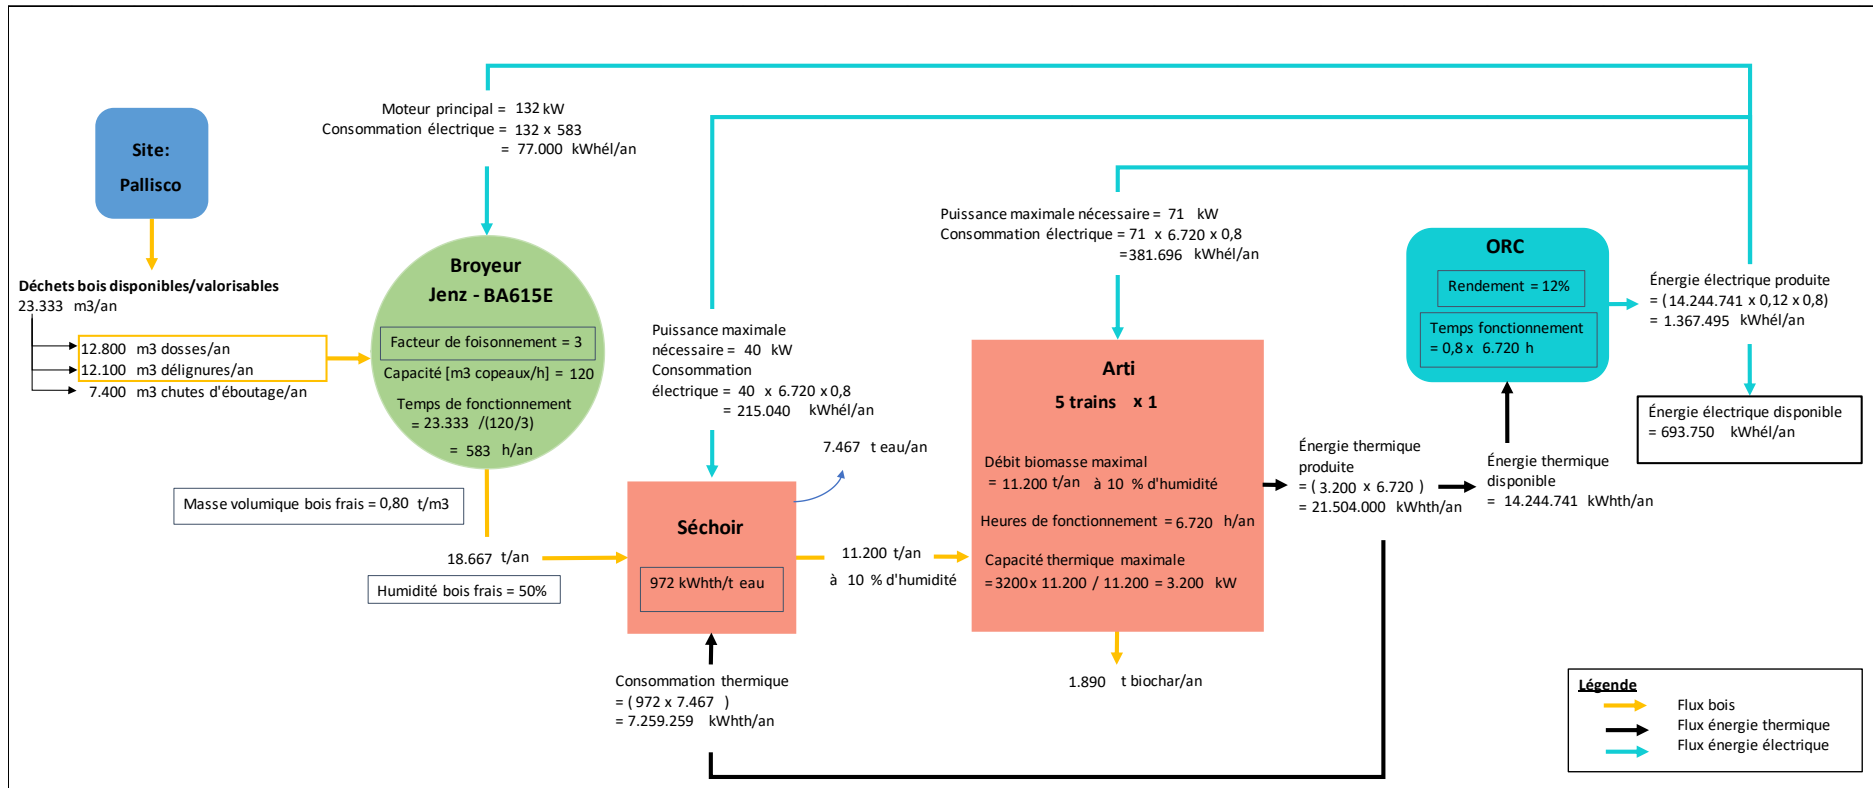 Site:
Pallisco
Déchets bois disponibles/valorisables
23.333 m3/an
12.800 m3 dosses/an
12.100 m3 délignures/an
7.400 m3 chutes d'éboutage/an
Moteur principal = 132 kW
Consommation électrique = 132 x 583
= 77.000 kWhél/an
Broyeur
Jenz - BA615E
Facteur de foisonnement = 3
Capacité [m3 copeaux/h] = 120
Temps de fonctionnement
= 23.333 /(120/3)
= 583 h/an
Masse volumique bois frais = 0,80 t/m3
18.667 t/an
Humidité bois frais = 50%
Puissance maximale
nécessaire = 40 kW
Consommation
électrique = 40 x 6.720 x 0,8
= 215.040 kWhél/an
7.467 t eau/an
Séchoir
972 kWhth/t eau
Consommation thermique
= ( 972 x 7.467 )
= 7.259.259 kWhth/an
11.200 t/an
à 10 % d'humidité
Puissance maximale nécessaire = 71 kW
Consommation électrique = 71 x 6.720 x 0,8
=381.696 kWhél/an
Arti
5 trains x 1
Débit biomasse maximal
= 11.200 t/an à 10 % d'humidité
Heures de fonctionnement = 6.720 h/an
Capacité thermique maximale
=3200 x 11.200 / 11.200 = 3.200 kW
1.890 t biochar/an
Énergie thermique
produite
= ( 3.200 x 6.720 )
= 21.504.000 kWhth/an
Énergie thermique
disponible
= 14.244.741 kWhth/an
ORC
Rendement = 12%
Temps fonctionnement
= 0,8 x 6.720 h
Énergie électrique produite
= (14.244.741 x 0,12 x 0,8)
= 1.367.495 kWhél/an
Énergie électrique disponible
= 693.750 kWhél/an
Légende
Flux bois
Flux énergie thermique
Flux énergie électrique